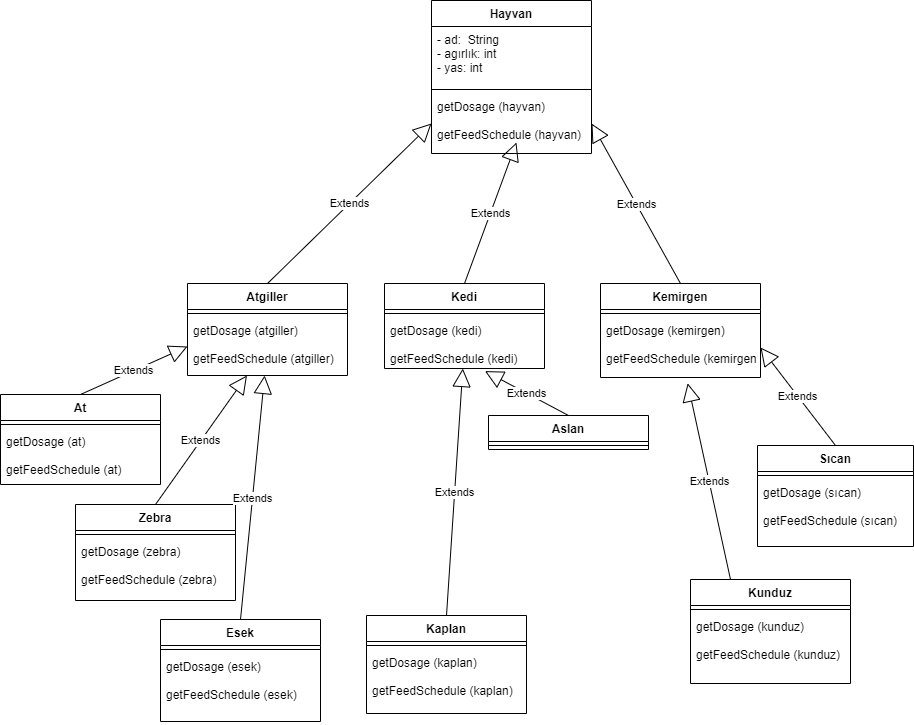 Hayvan
- ad:  String
- agırlık: int
- yas: int
getDosage (hayvan)
getFeedSchedule (hayvan)
Extends
Extends
Extends
Atgiller
getDosage (atgiller)
getFeedSchedule (atgiller)
Kedi
getDosage (kedi)
getFeedSchedule (kedi)
Kemirgen
getDosage (kemirgen)
getFeedSchedule (kemirgen
Extends
Extends
Extends
Extends
Extends
Extends
Extends
At
getDosage (at)
getFeedSchedule (at)
Aslan
Sıcan
getDosage (sıcan)
getFeedSchedule (sıcan)
Zebra
getDosage (zebra)
getFeedSchedule (zebra)
Kunduz
getDosage (kunduz)
getFeedSchedule (kunduz)
Esek
getDosage (esek)
getFeedSchedule (esek)
Kaplan
getDosage (kaplan)
getFeedSchedule (kaplan)